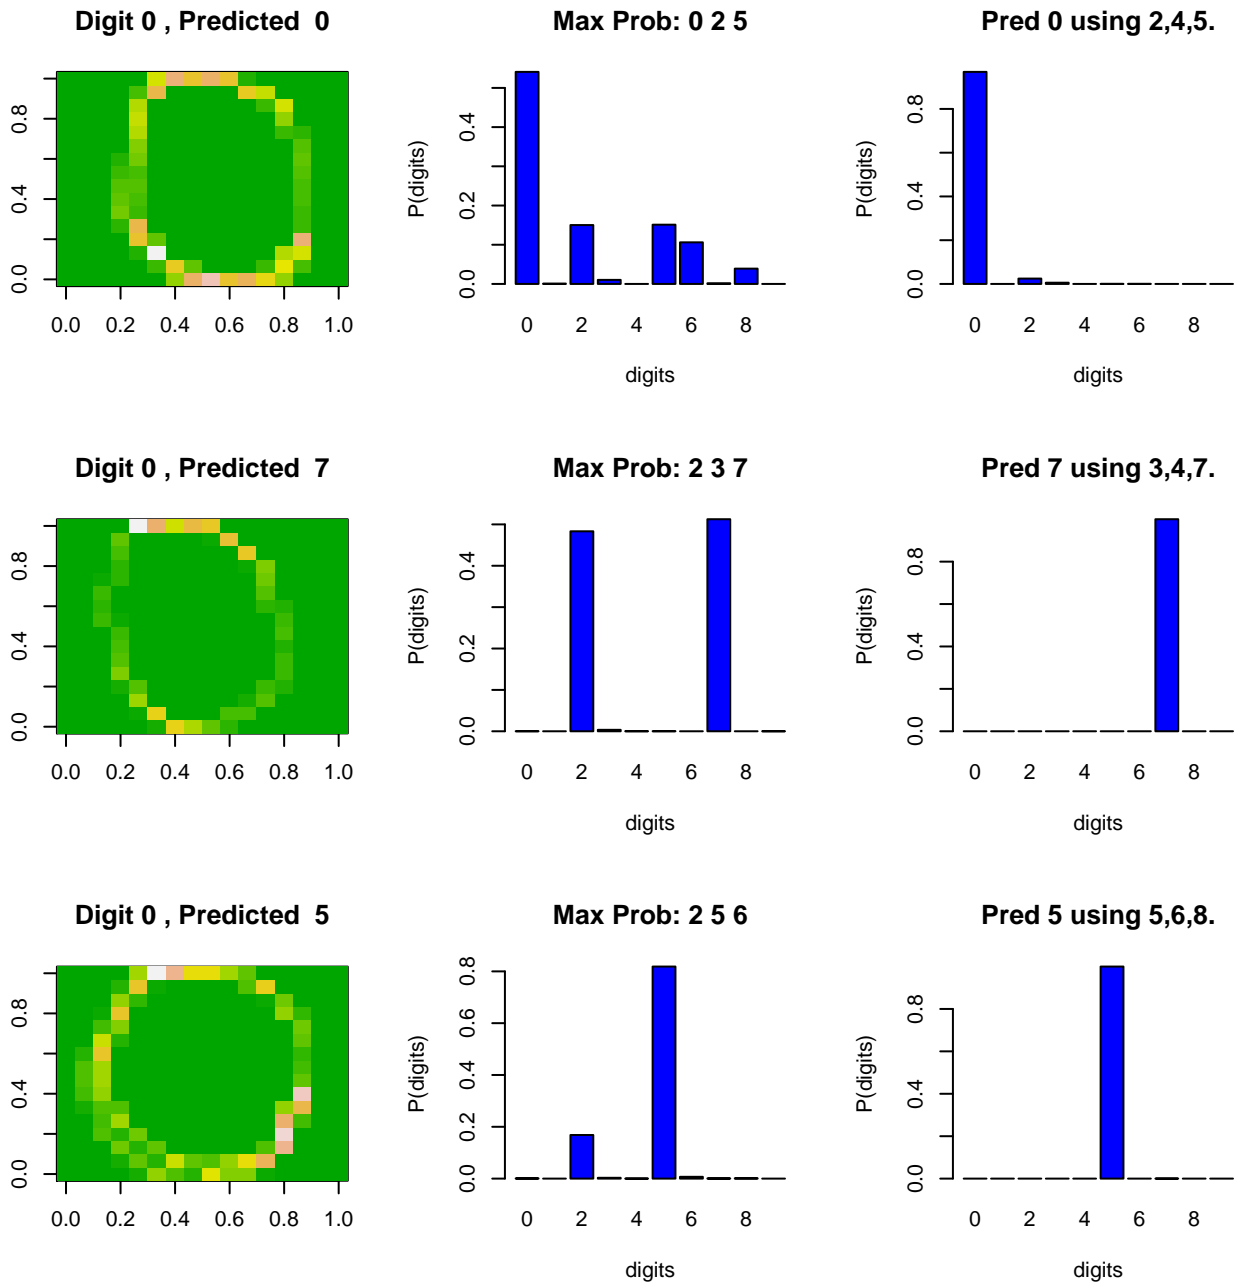 Digit 0 , Predicted 0
Max Prob: 0 2 5
Pred 0 using 2,4,5.
0.0 0.4 0.8
0.0 0.2 0.4 0.6 0.8 1.0
P(digits)
0.0 0.2 0.4
0 2 4 6 8
digits
P(digits)
0.0 0.4 0.8
0 2 4 6 8
digits
Digit 0 , Predicted 7
Max Prob: 2 3 7
Pred 7 using 3,4,7.
0.0 0.4 0.8
0.0 0.2 0.4 0.6 0.8 1.0
P(digits)
0.0 0.2 0.4
0 2 4 6 8
digits
P(digits)
0.0 0.4 0.8
0 2 4 6 8
digits
Digit 0 , Predicted 5
Max Prob: 2 5 6
Pred 5 using 5,6,8.
0.0 0.4 0.8
0.0 0.2 0.4 0.6 0.8 1.0
P(digits)
0.0 0.2 0.4 0.6 0.8
0 2 4 6 8
digits
P(digits)
0.0 0.4 0.8
0 2 4 6 8
digits